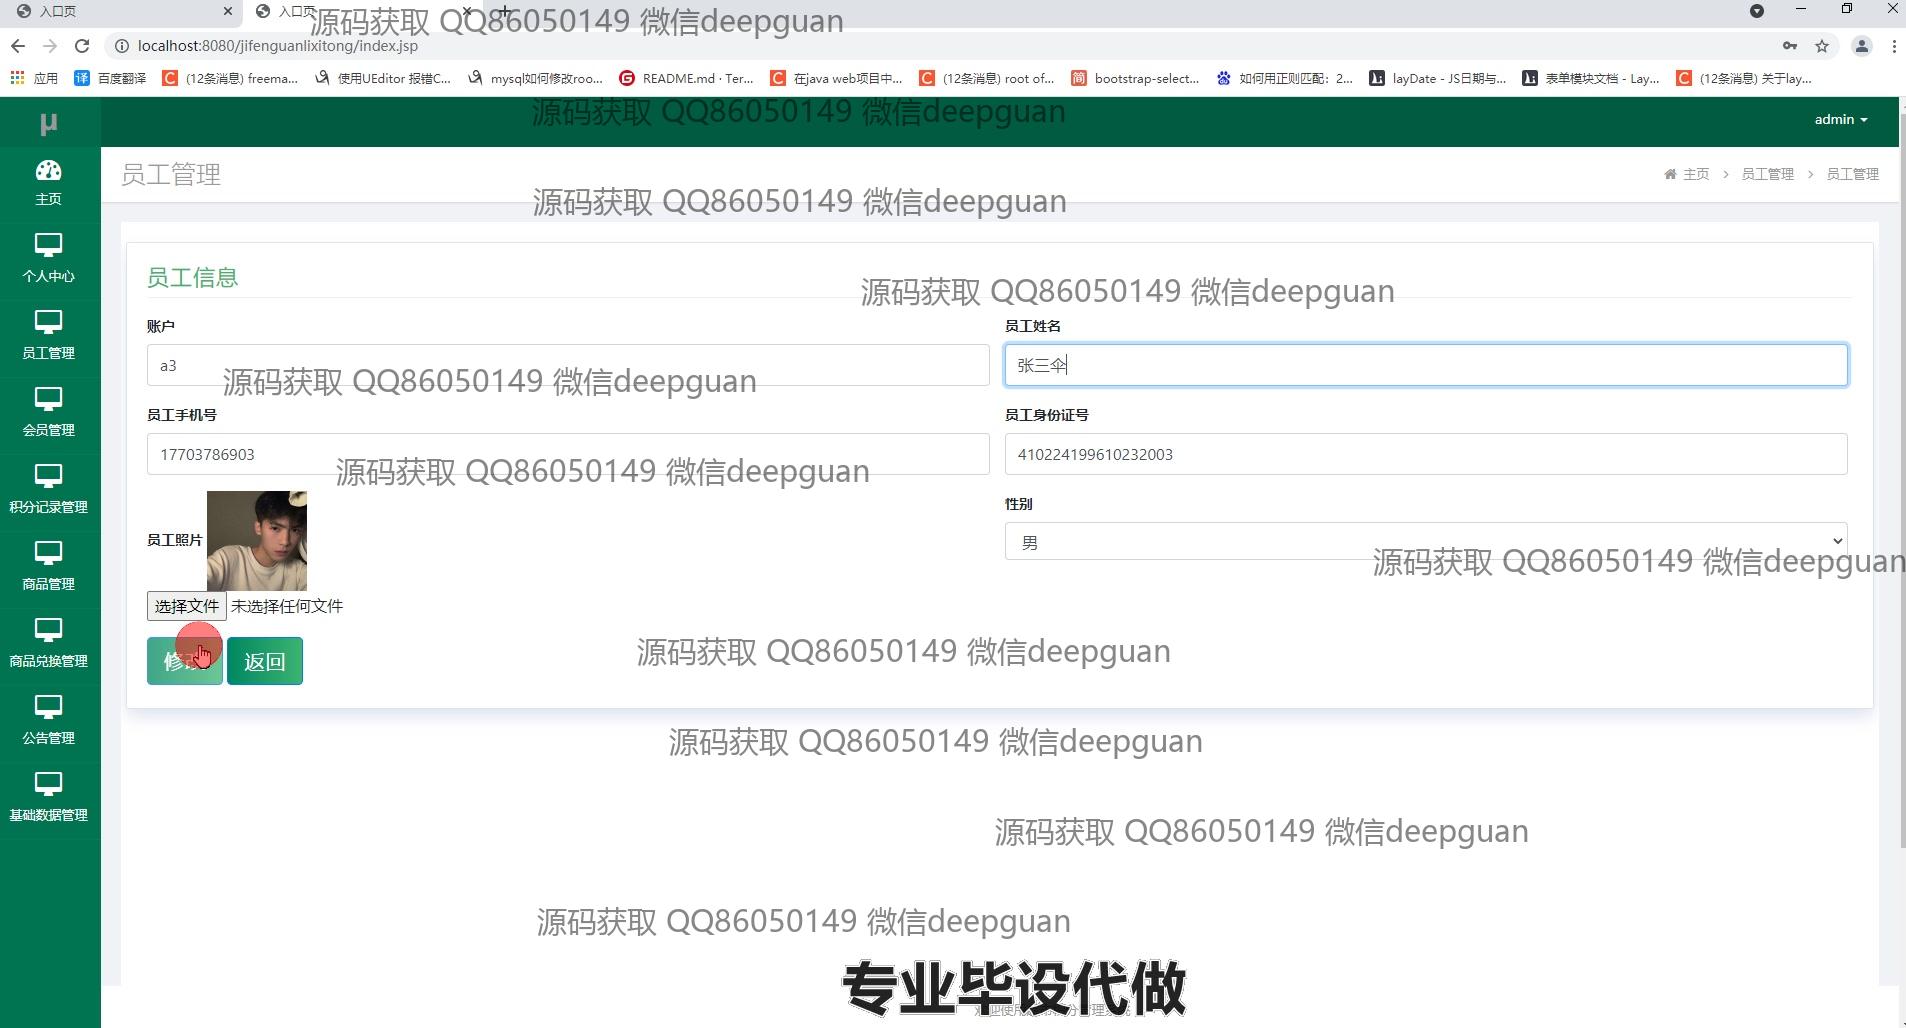 入口页
入口页
源码获取 QQ86050149 微信deepguan
localhost:8080/jifenguanlixitong/index.jsp
应用
百度翻译
(12条消息) freema...
使用UEditor 报错C...
mysql如何修改roo...
README.md · Ter...
在java web项目中...
(12条消息) root of...
bootstrap-select...
如何用正则匹配：2...
layDate - JS日期与...
表单模块文档 - Lay...
(12条消息) 关于lay...
源码获取 QQ86050149 微信deepguan
μ
admin
主页
员工管理
主页 > 员工管理 > 员工管理
源码获取 QQ86050149 微信deepguan
个人中心
员工信息
源码获取 QQ86050149 微信deepguan
账户
员工姓名
员工管理
a3
张三伞
源码获取 QQ86050149 微信deepguan
员工手机号
员工身份证号
会员管理
17703786903
410224199610232003
源码获取 QQ86050149 微信deepguan
积分记录管理
性别
员工照片
男
源码获取 QQ86050149 微信deepguan
商品管理
选择文件 未选择任何文件
返回
源码获取 QQ86050149 微信deepguan
商品兑换管理
公告管理
源码获取 QQ86050149 微信deepguan
基础数据管理
源码获取 QQ86050149 微信deepguan
源码获取 QQ86050149 微信deepguan
专业毕设代做